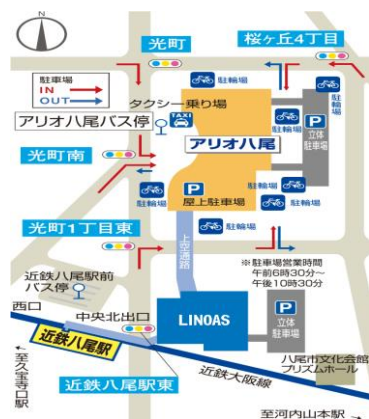 N
光町
桜ヶ丘4丁目
駐車場
IN
OUT
駐輪場
駐輪場
タクシー乗り場
TAXI
アリオ八尾バス停
駐輪場
P
立体
駐車場
アリオ八尾
光町南
駐輪場
駐輪場
駐輪場
P
屋上駐車場
駐輪場
光町1丁目東
上空通路
※駐車場営業時間
午前6時30分~
午後10時30分
近鉄八尾駅前
バス停
西口
中央北出口
LINOAS
P
立体
駐車場
近鉄八尾駅
近鉄八尾駅東
近鉄大阪線
八尾市文化会館
プリズムホール
至久宝寺口駅
至河内山本駅